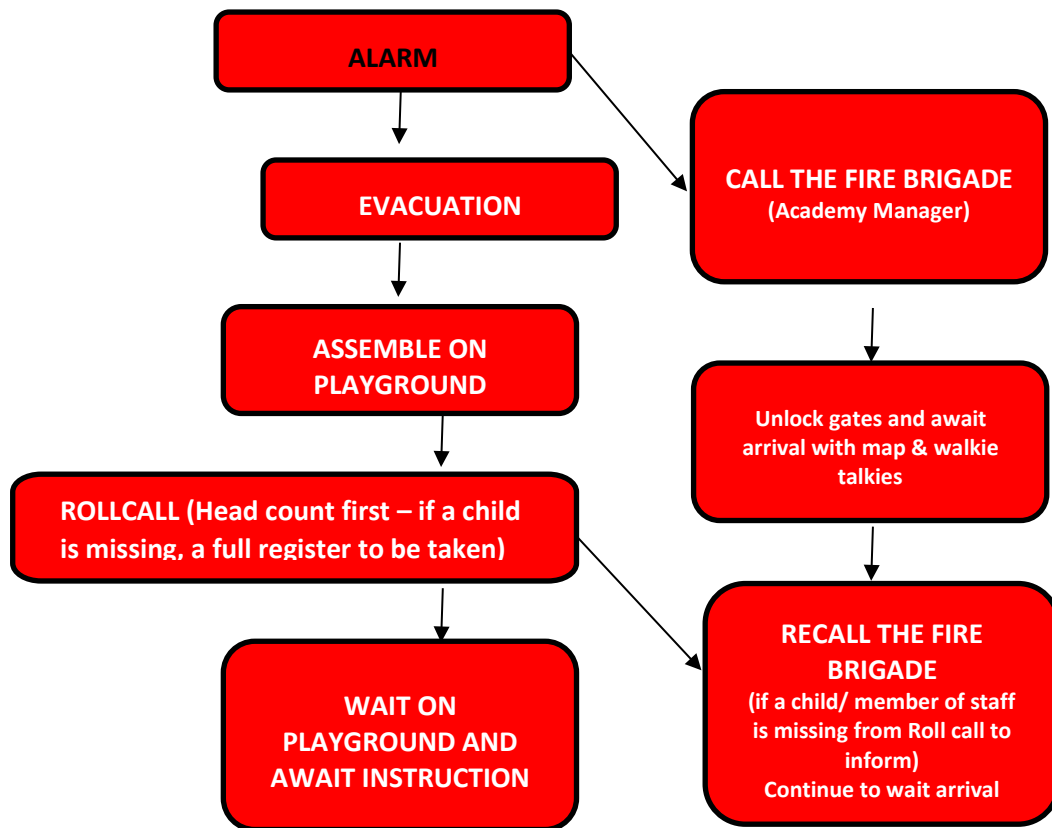 ALARM
EVACUATION
ASSEMBLE ON
PLAYGROUND
ROLLCALL (Head count first – if a child
is missing, a full register to be taken)
WAIT ON
PLAYGROUND AND
AWAIT INSTRUCTION
CALL THE FIRE BRIGADE
(Academy Manager)
Unlock gates and await
arrival with map & walkie
talkies
RECALL THE FIRE
BRIGADE
(if a child/ member of staff
is missing from Roll call to
inform)
Continue to wait arrival